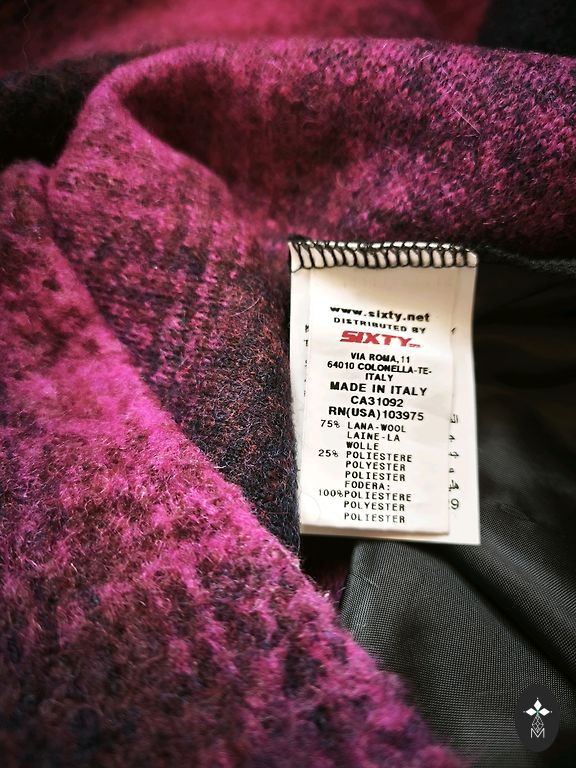 www.sixty.net
DISTRIBUTED BY
SIXTY
VIA ROMA,11
64010 COLONELLA-TE-
ITALY
MADE IN ITALY
CA31092
RN(USA)103975
75% LANA-WOOL
LAINE-LA
WOLLE
25% POLIESTERE
POLYESTER
POLIESTER
FODERA:
100%POLIESTERE
POLYESTER
POLIESTER